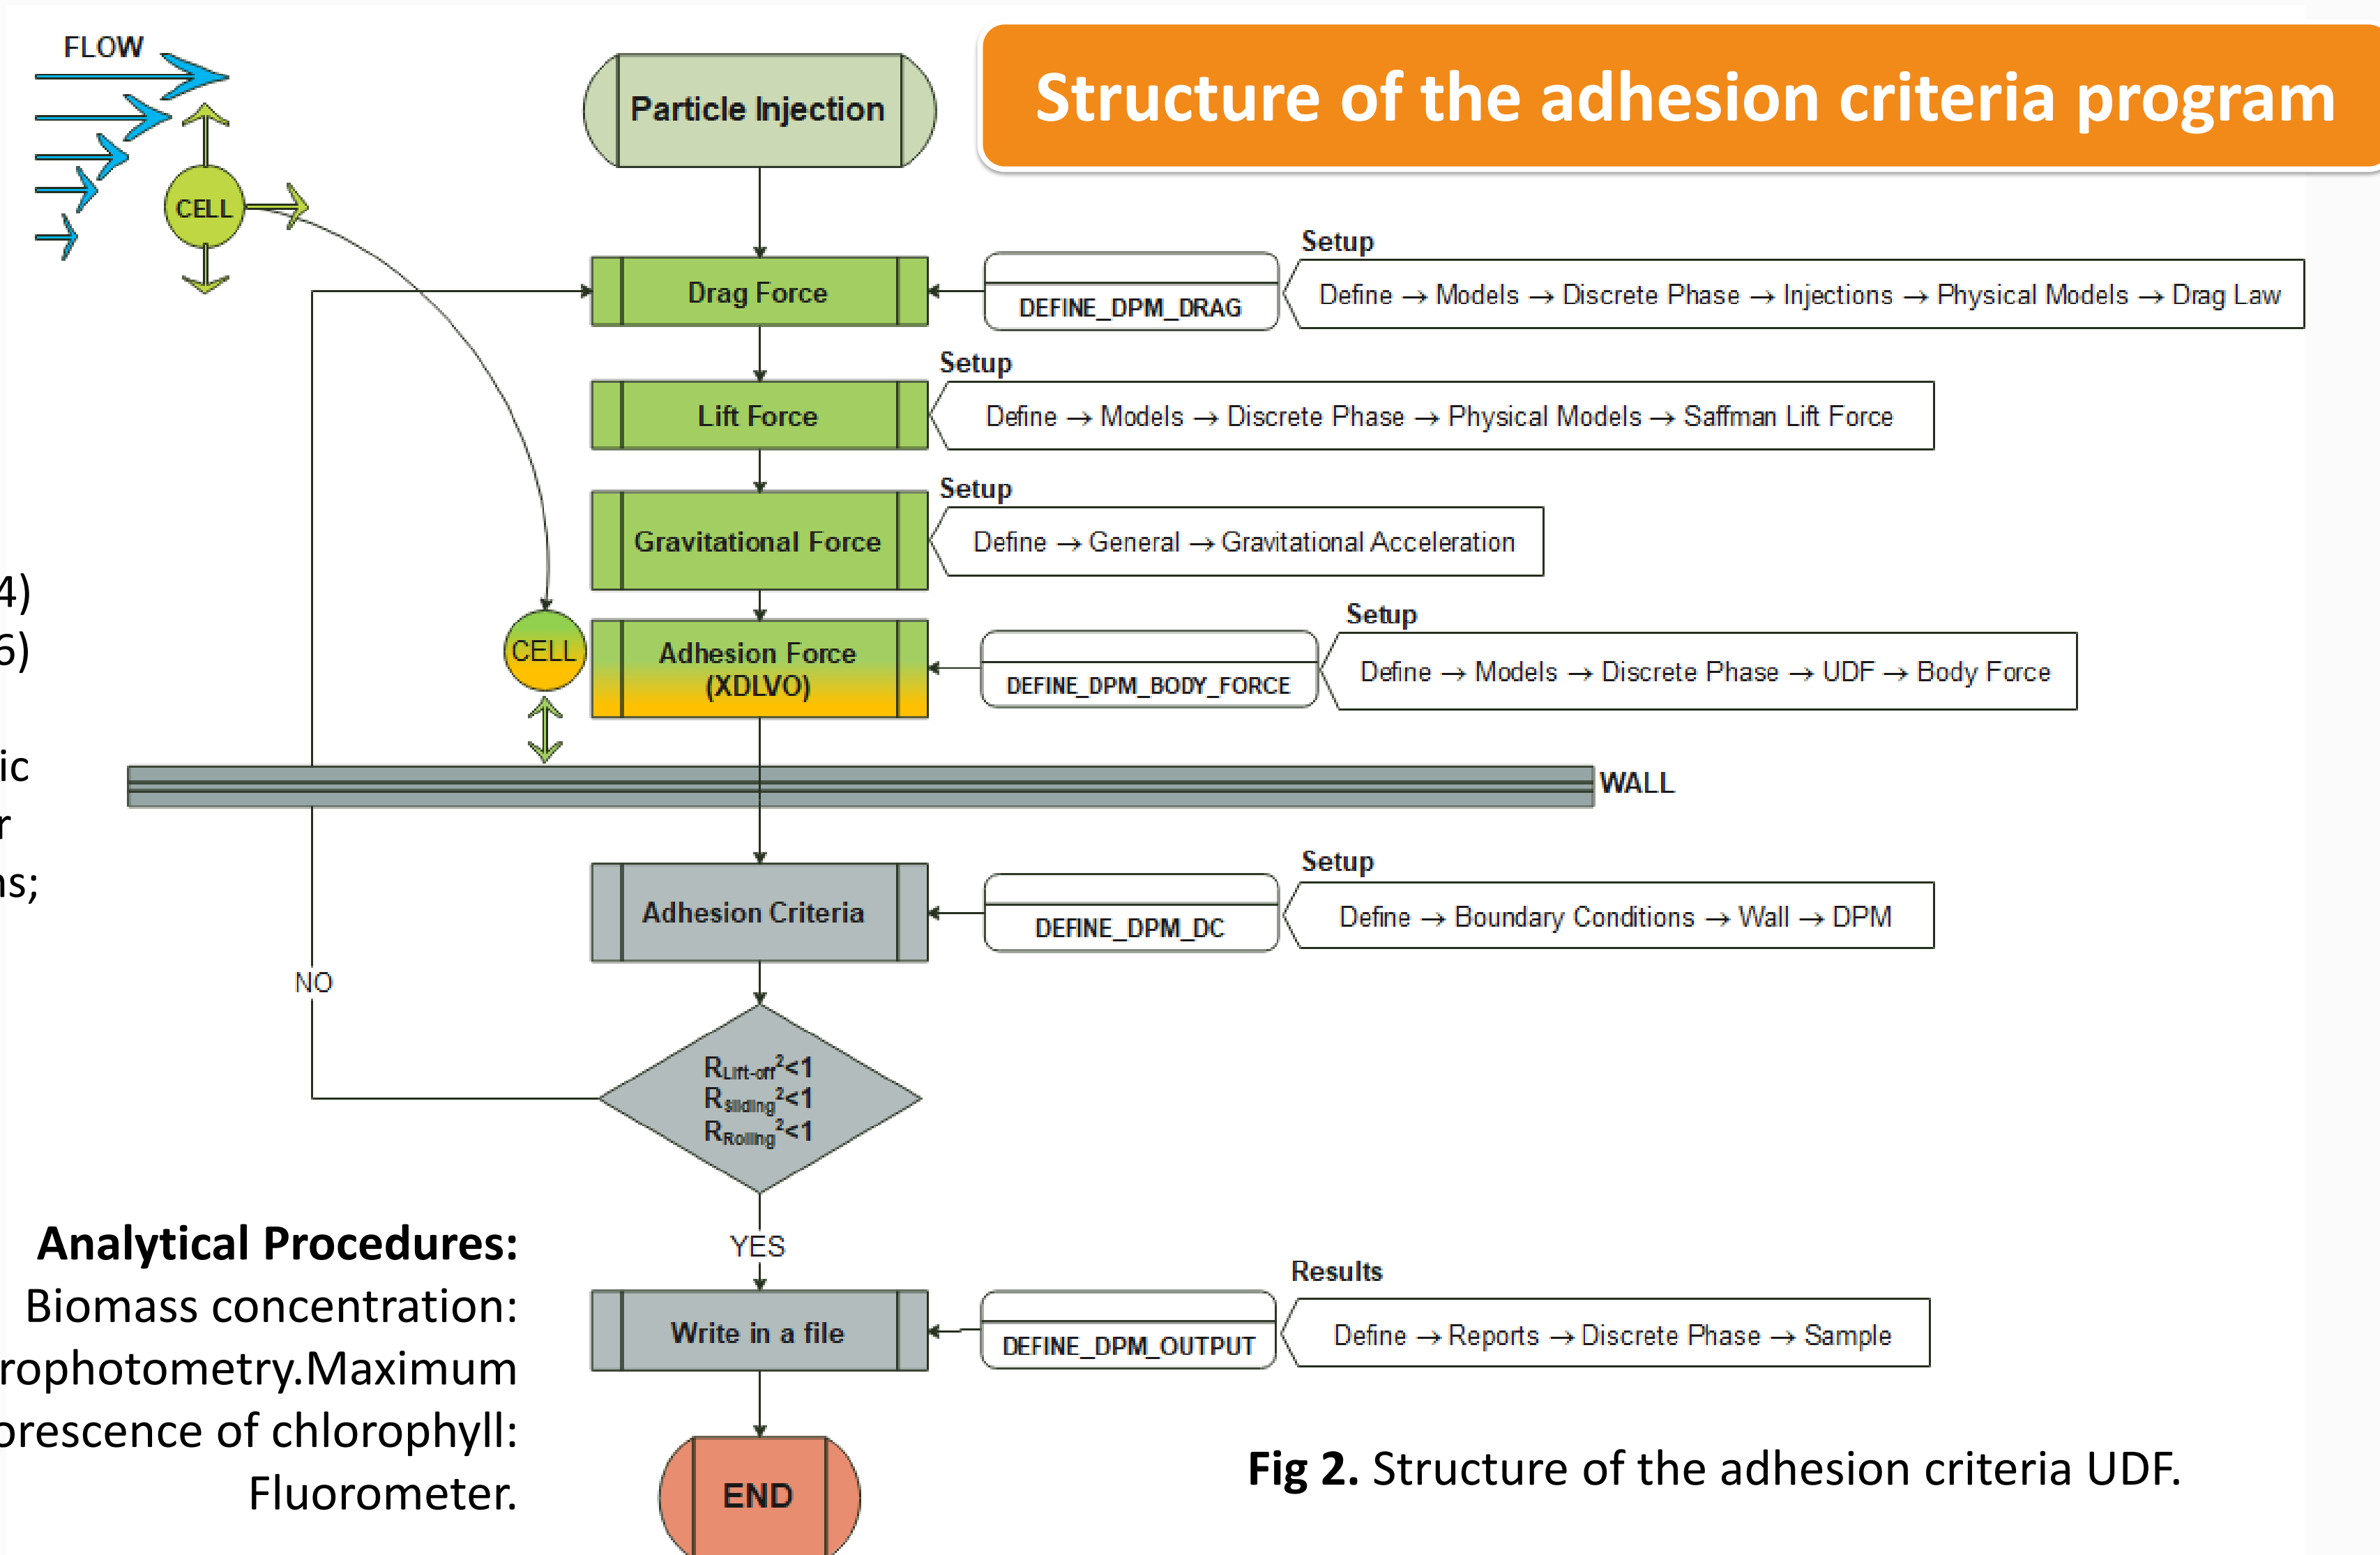 FLOW
CELL
Structure of the adhesion criteria program
Particle Injection
Setup
Drag Force
DEFINE_DPM_DRAG
Define → Models → Discrete Phase → Injections → Physical Models → Drag Law
Setup
Lift Force
Define → Models → Discrete Phase → Physical Models → Saffman Lift Force
Setup
Gravitational Force
Define → General → Gravitational Acceleration
4)
6)
ic
r
ns;
Setup
CELL
Adhesion Force
(XDLVO)
DEFINE_DPM_BODY_FORCE
Define → Models → Discrete Phase → UDF → Body Force
WALL
Setup
Adhesion Criteria
DEFINE_DPM_DC
Define → Boundary Conditions → Wall → DPM
NO
R_Lift-off²<1
R_Sliding²<1
R_Rolling²<1
YES
Results
Write in a file
DEFINE_DPM_OUTPUT
Define → Reports → Discrete Phase → Sample
END
Analytical Procedures:
Biomass concentration:
rophotometry.Maximum
orescence of chlorophyll:
Fluorometer.
Fig 2. Structure of the adhesion criteria UDF.